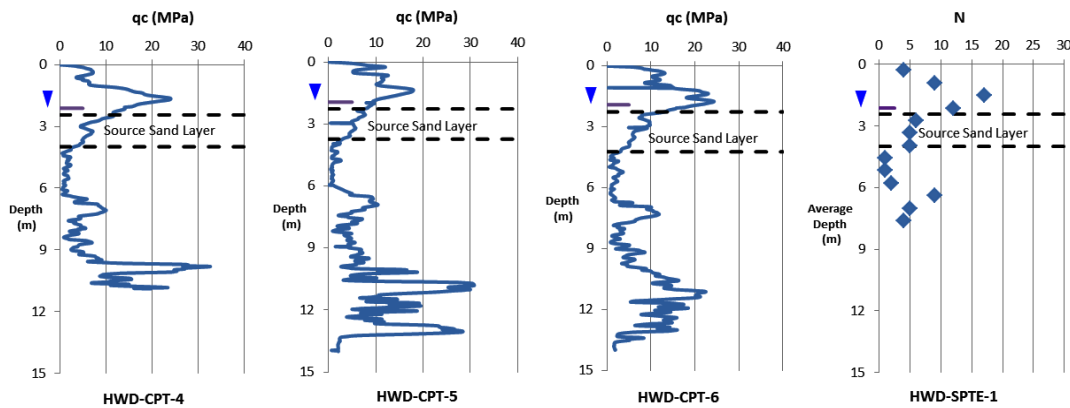 qc (MPa)
0 10 20 30 40
0
3
6
9
12
15
Depth
(m)
Source Sand Layer
HWD-CPT-4
qc (MPa)
0 10 20 30 40
0
3
6
9
12
15
Depth
(m)
Source Sand Layer
HWD-CPT-5
qc (MPa)
0 10 20 30 40
0
3
6
9
12
15
Depth
(m)
Source Sand Layer
HWD-CPT-6
N
0 5 10 15 20 25 30
0
3
6
9
12
15
Average
Depth
(m)
Source Sand Layer
HWD-SPTE-1